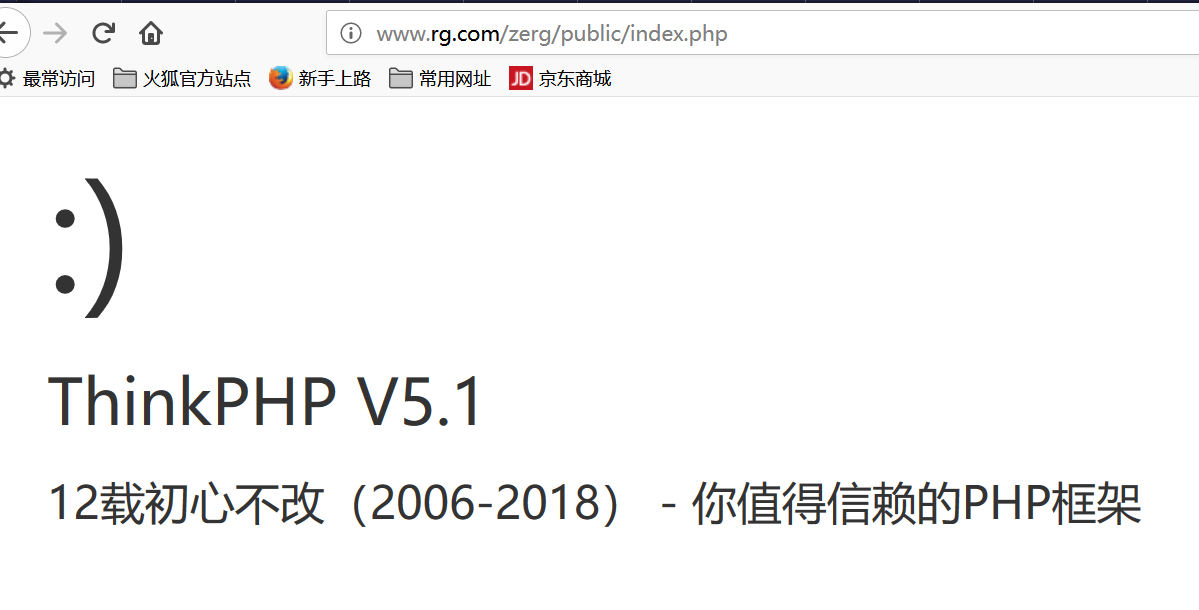 www.rg.com/zerg/public/index.php
最常访问 火狐官方站点 新手上路 常用网址 JD 京东商城
:)
ThinkPHP V5.1
12载初心不改（2006-2018） - 你值得信赖的PHP框架